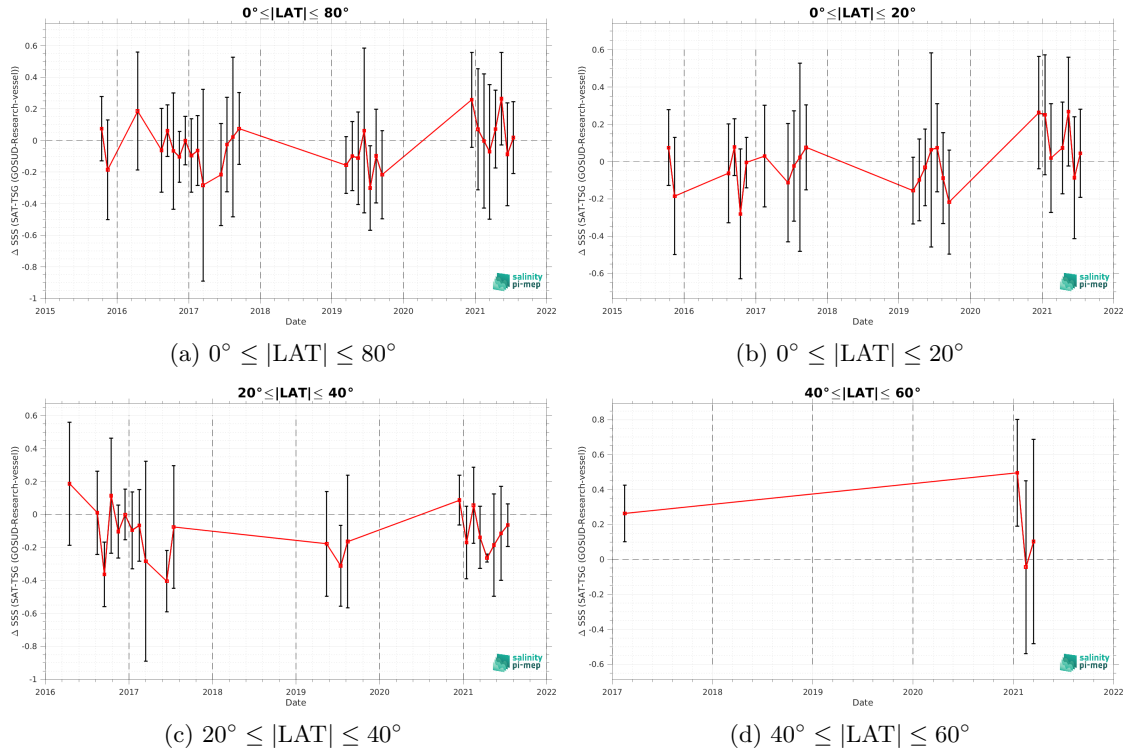 0°≤|LAT|≤ 80°
0.6
0.4
0.2
0
-0.2
-0.4
-0.6
-0.8
-1
Δ SSS (SAT-TSG (GOSUD-Research-vessel))
2015 2016 2017 2018 2019 2020 2021 2022
Date
salinity
pi-mep
(a) 0° ≤ |LAT| ≤ 80°
0°≤|LAT|≤ 20°
0.6
0.4
0.2
0
-0.2
-0.4
-0.6
Δ SSS (SAT-TSG (GOSUD-Research-vessel))
2015 2016 2017 2018 2019 2020 2021 2022
Date
salinity
pi-mep
(b) 0° ≤ |LAT| ≤ 20°
20°≤|LAT|≤ 40°
0.6
0.4
0.2
0
-0.2
-0.4
-0.6
-0.8
-1
Δ SSS (SAT-TSG (GOSUD-Research-vessel))
2016 2017 2018 2019 2020 2021 2022
Date
salinity
pi-mep
(c) 20° ≤ |LAT| ≤ 40°
40°≤|LAT|≤ 60°
0.8
0.6
0.4
0.2
0
-0.2
-0.4
-0.6
Δ SSS (SAT-TSG (GOSUD-Research-vessel))
2017 2018 2019 2020 2021 2022
Date
salinity
pi-mep
(d) 40° ≤ |LAT| ≤ 60°